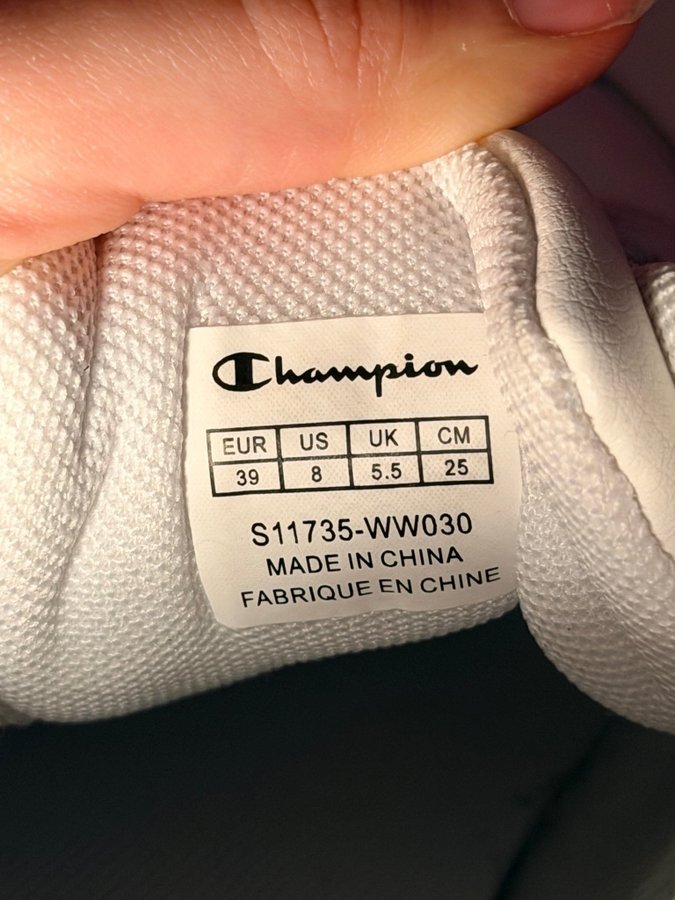 Champion
EUR US UK CM
39 8 5.5 25
S11735-WW030
MADE IN CHINA
FABRIQUE EN CHINE